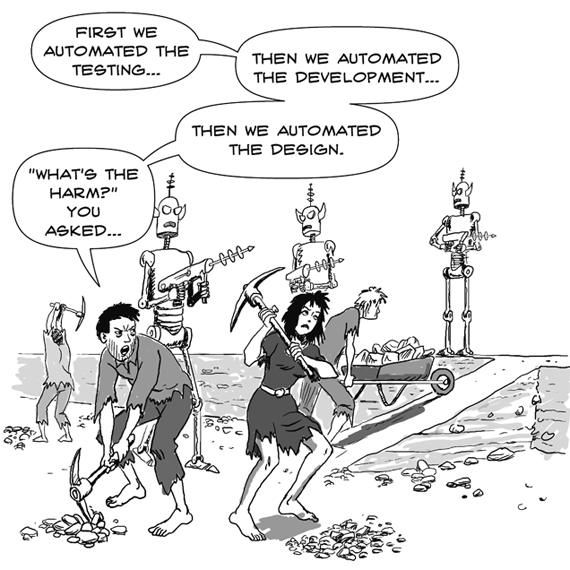 FIRST WE
AUTOMATED THE
TESTING...
THEN WE AUTOMATED
THE DEVELOPMENT...
THEN WE AUTOMATED
THE DESIGN.
"WHAT'S THE
HARM?"
YOU
ASKED...